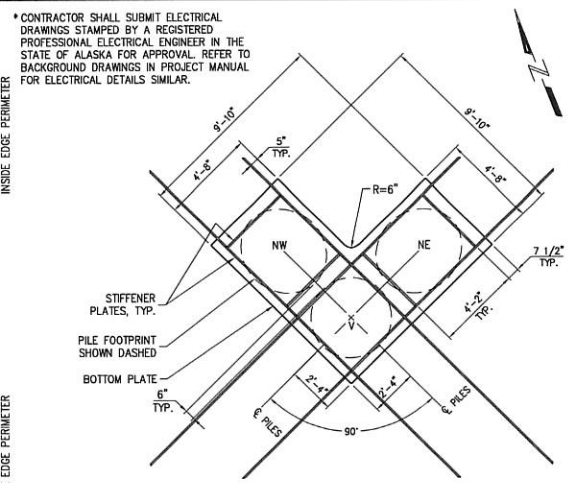 * CONTRACTOR SHALL SUBMIT ELECTRICAL
DRAWINGS STAMPED BY A REGISTERED
PROFESSIONAL ELECTRICAL ENGINEER IN THE
STATE OF ALASKA FOR APPROVAL. REFER TO
BACKGROUND DRAWINGS IN PROJECT MANUAL
FOR ELECTRICAL DETAILS SIMILAR.
INSIDE EDGE PERIMETER
N
9'-10"
9'-10"
5"
TYP.
4'-8"
4'-8"
R=6"
NW
NE
V
7 1/2"
TYP.
4'-2"
TYP.
STIFFENER
PLATES, TYP.
PILE FOOTPRINT
SHOWN DASHED
BOTTOM PLATE
6"
TYP.
2'-4"
2'-4"
℄ PILES
℄ PILES
90°
EDGE PERIMETER